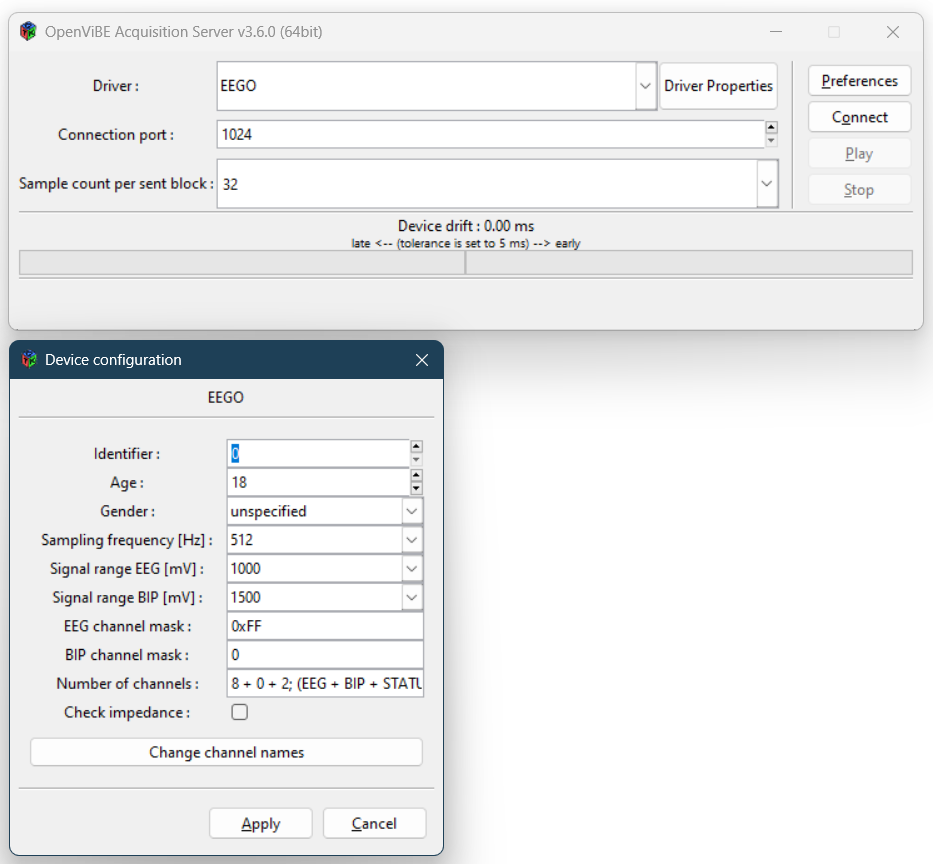 OpenViBE Acquisition Server v3.6.0 (64bit)
Driver : EEGO Driver Properties Preferences
Connect
Connection port : 1024
Play
Sample count per sent block : 32 Stop
Device drift : 0.00 ms
late <-- (tolerance is set to 5 ms) --> early
Device configuration
EEGO
Identifier : 0
Age : 18
Gender : unspecified
Sampling frequency [Hz] : 512
Signal range EEG [mV] : 1000
Signal range BIP [mV] : 1500
EEG channel mask : 0xFF
BIP channel mask : 0
Number of channels : 8 + 0 + 2; (EEG + BIP + STATU
Check impedance :
Change channel names
Apply Cancel